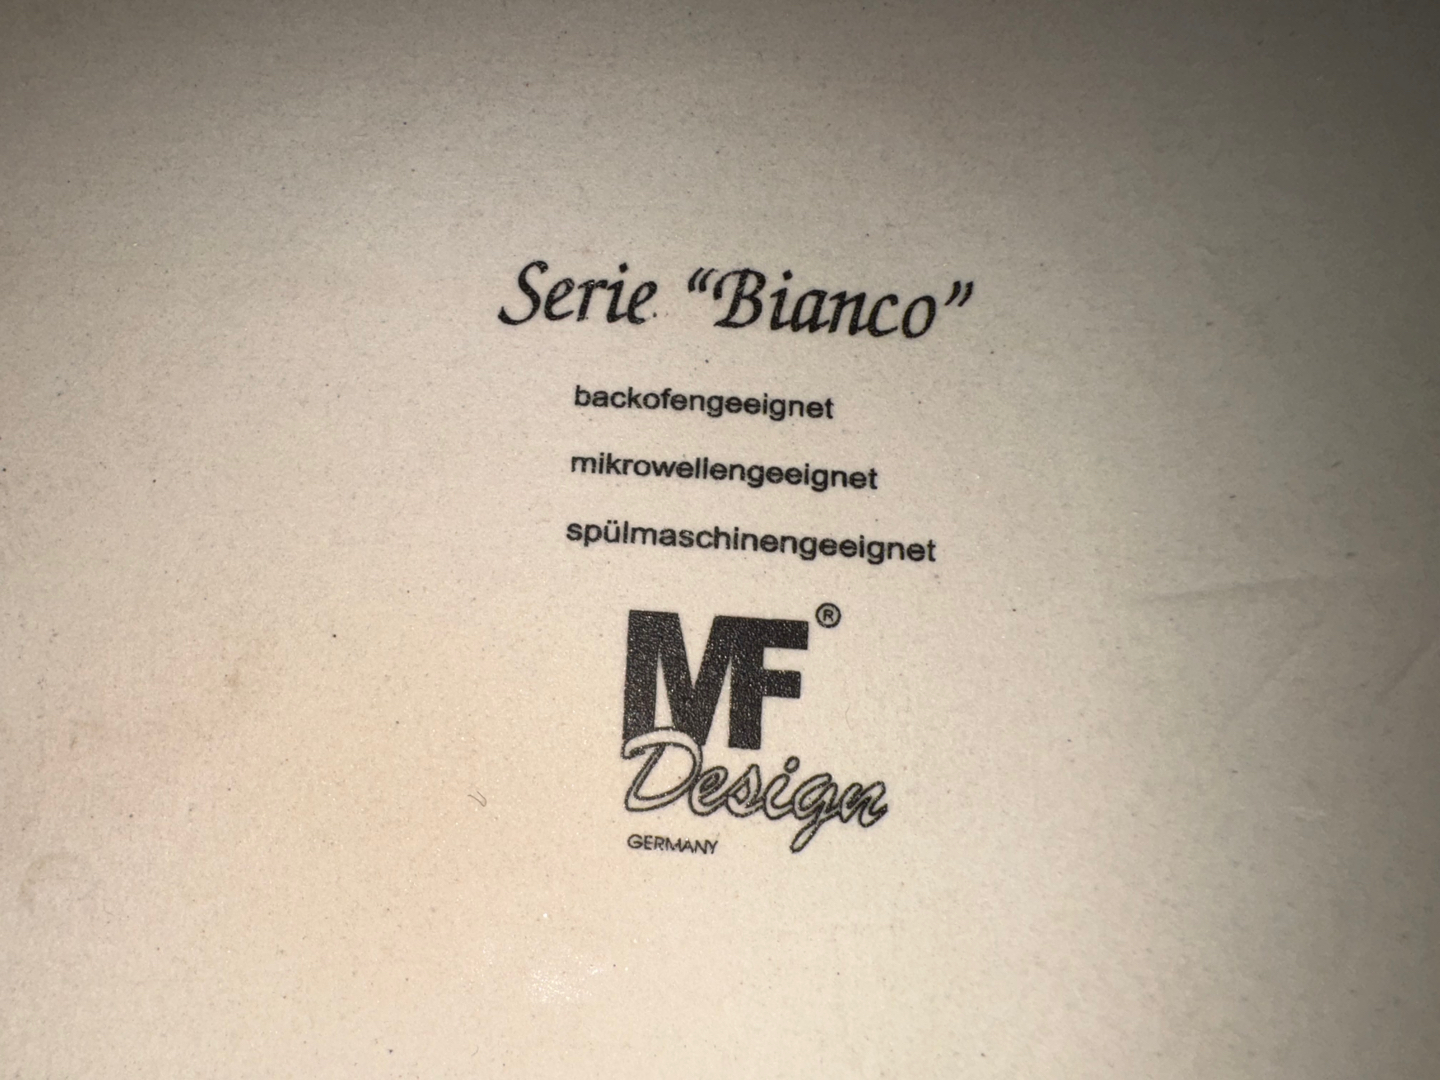 Serie “Bianco”
backofengeeignet
mikrowellengeeignet
spülmaschinengeeignet
MF®
Design
GERMANY